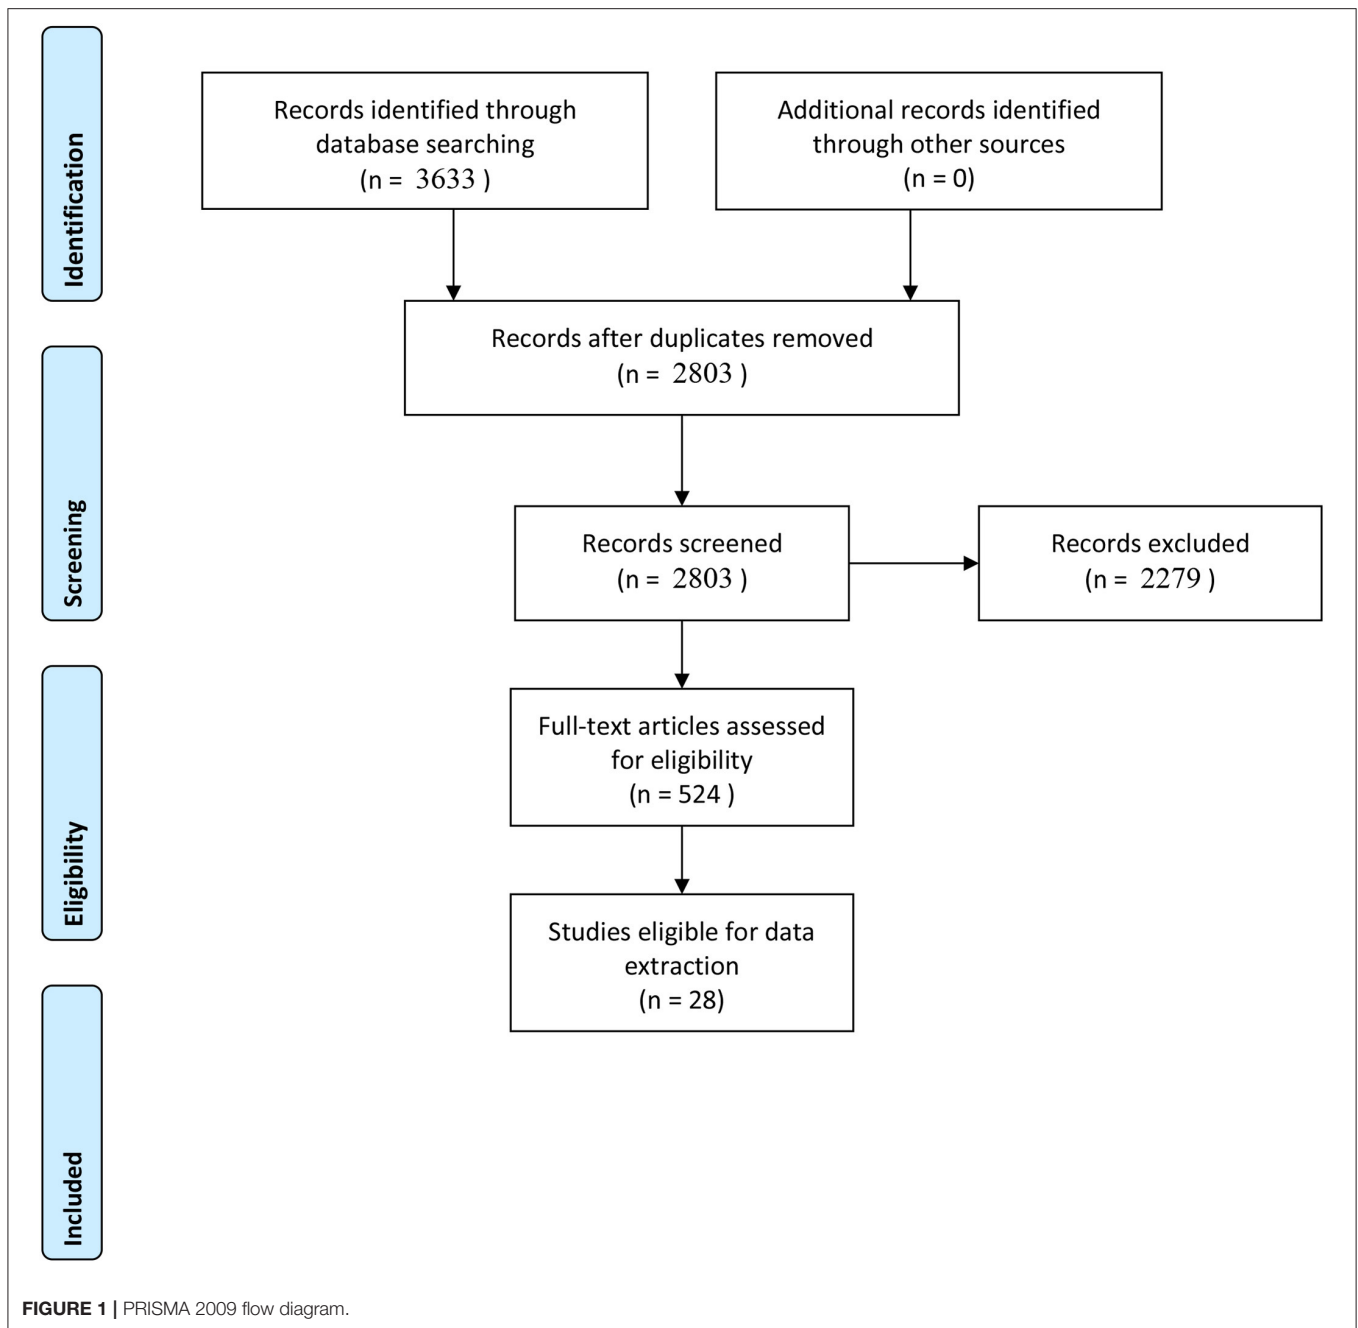 Identification
Records identified through
database searching
(n = 3633 )
Additional records identified
through other sources
(n = 0)
Records after duplicates removed
(n = 2803 )
Screening
Records screened
(n = 2803 )
Records excluded
(n = 2279 )
Eligibility
Full-text articles assessed
for eligibility
(n = 524 )
Studies eligible for data
extraction
(n = 28)
Included
FIGURE 1 | PRISMA 2009 flow diagram.